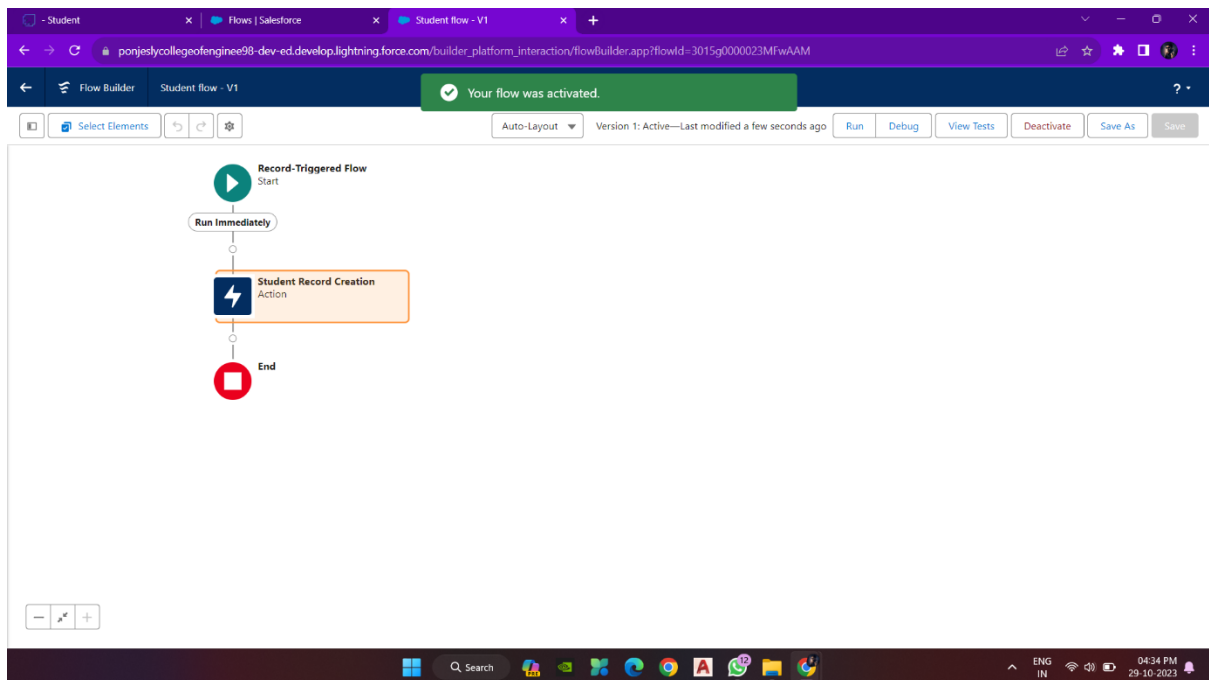 - Student
Flows | Salesforce
Student flow - V1
ponjeslycollegeofenginee98-dev-ed.develop.lightning.force.com/builder_platform_interaction/flowBuilder.app?flowId=3015g0000023MFwAAM
Flow Builder
Student flow - V1
Your flow was activated.
?
Select Elements
Auto-Layout
Version 1: Active—Last modified a few seconds ago
Run
Debug
View Tests
Deactivate
Save As
Save
Record-Triggered Flow
Start
Run Immediately
Student Record Creation
Action
End
Search
PRE
A
12
ENG
IN
04:34 PM
29-10-2023